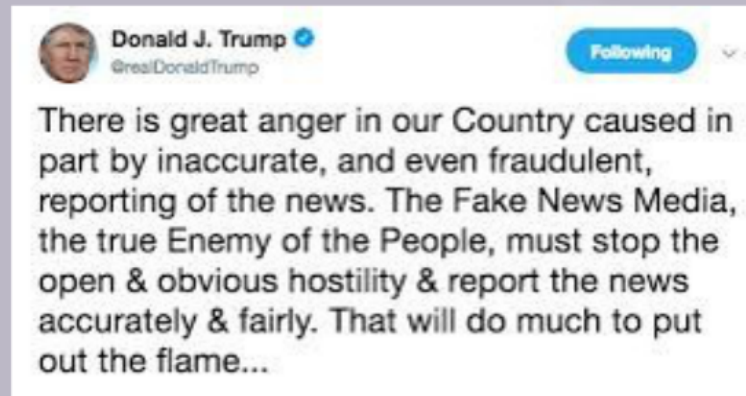 Donald J. Trump
@realDonaldTrump
Following
There is great anger in our Country caused in
part by inaccurate, and even fraudulent,
reporting of the news. The Fake News Media,
the true Enemy of the People, must stop the
open & obvious hostility & report the news
accurately & fairly. That will do much to put
out the flame...